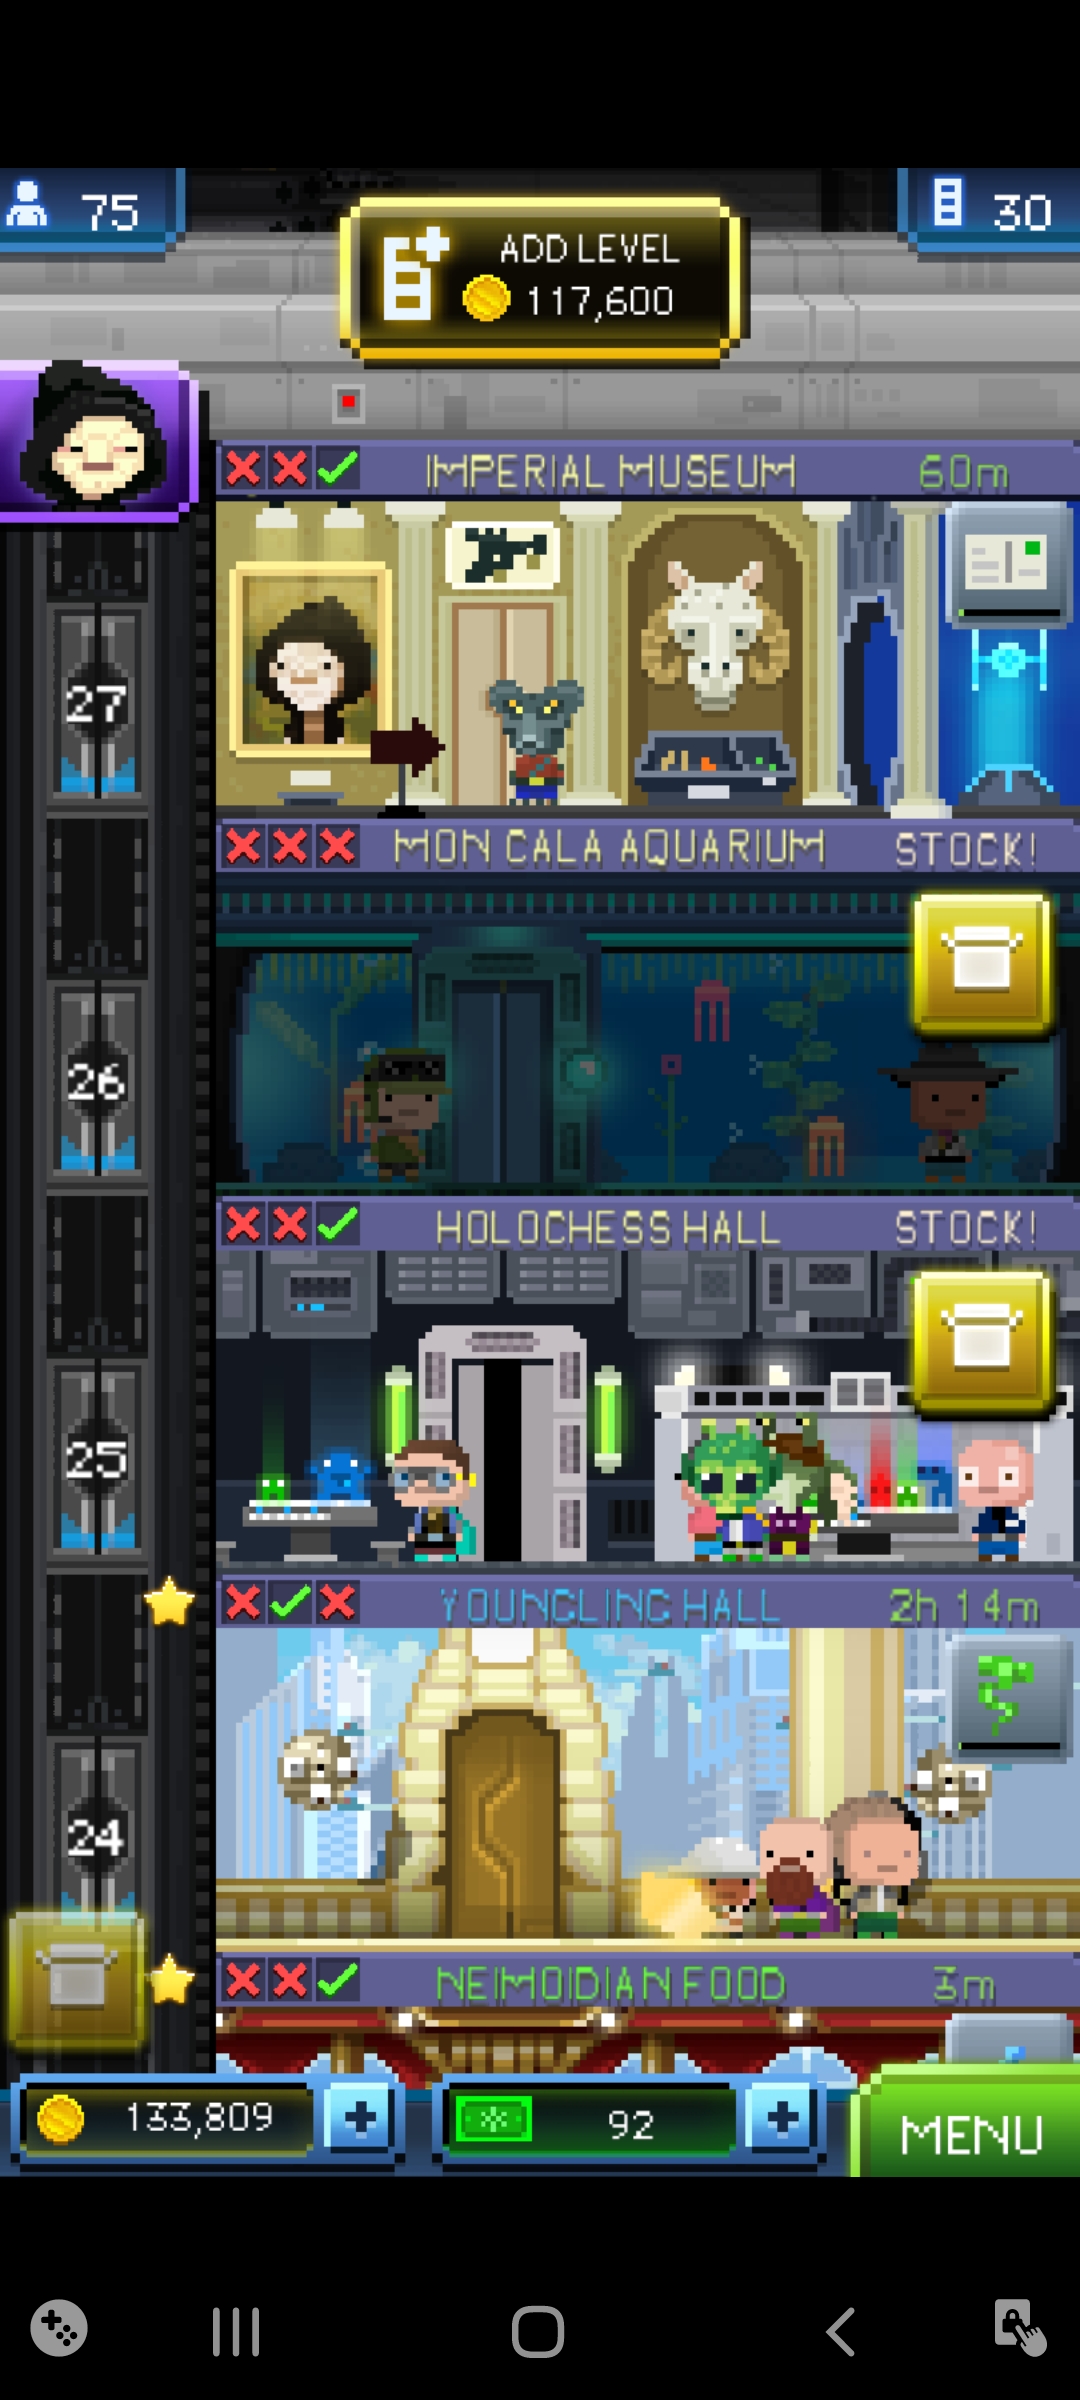 75
30
ADD LEVEL
117,600
IMPERIAL MUSEUM 60m
27
MON CALA AQUARIUM STOCK!
26
HOLOCHESS HALL STOCK!
25
YOUNGLING HALL 2h 14m
24
NEIMOIDIAN FOOD 3m
133,809
92
MENU